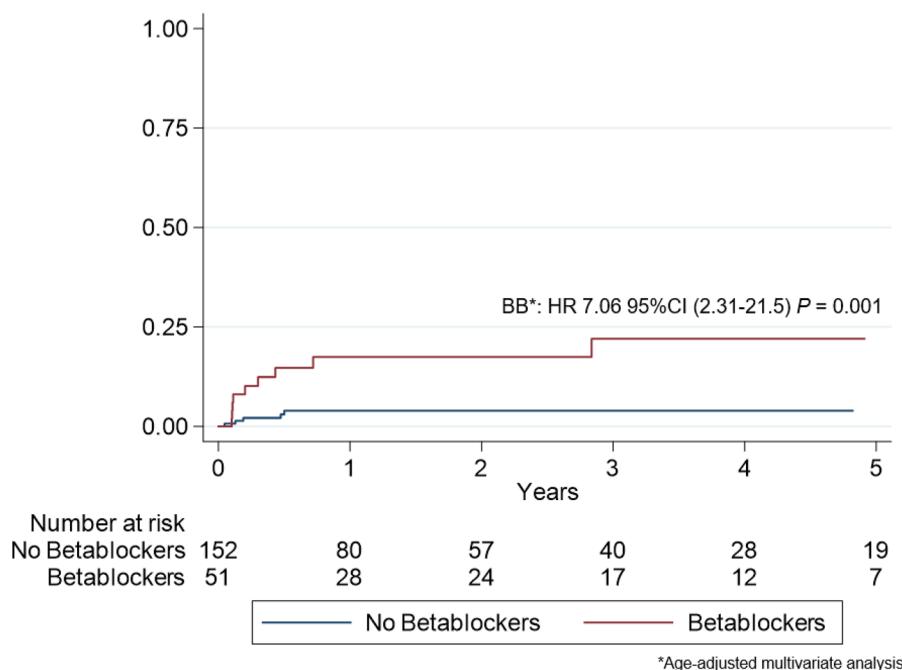 1.00
0.75
0.50
BB*: HR 7.06 95%CI (2.31-21.5) P = 0.001
0.25
0.00
0 1 2 3 4 5
Years
Number at risk
No Betablockers 152 80 57 40 28 19
Betablockers 51 28 24 17 12 7
No Betablockers Betablockers
*Age-adjusted multivariate analysis